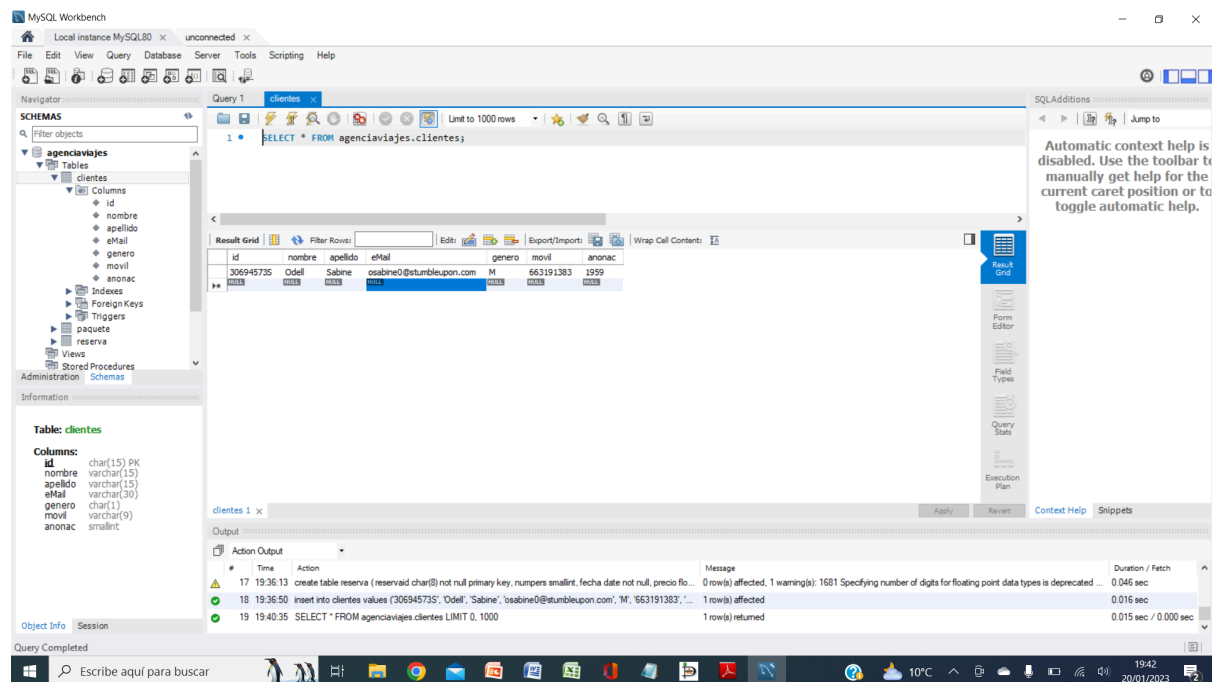 MySQL Workbench
Local instance MySQL80 × unconnected ×
File Edit View Query Database Server Tools Scripting Help
Navigator
SCHEMAS
Filter objects
agenciaviajes
Tables
clientes
Columns
id
nombre
apellido
eMail
genero
movil
anonac
Indexes
Foreign Keys
Triggers
paquete
reserva
Views
Stored Procedures
Administration Schemas
Information
Table: clientes
Columns:
id char(15) PK
nombre varchar(15)
apelido varchar(15)
eMail varchar(30)
genero char(1)
movil varchar(9)
anonac smallint
Object Info Session
Query Completed
Query 1 clientes ×
Limit to 1000 rows
1 SELECT * FROM agenciaviajes.clientes;
Result Grid Filter Rows: Edit: Export/Import: Wrap Cell Content: IA
id nombre apellido eMail genero movil anonac
30694573S Odell Sabine osabine0@stumbleupon.com M 663191383 1959
NULL NULL NULL NULL NULL NULL NULL
Result Grid
Form Editor
Field Types
Query Stats
Execution Plan
clientes 1 × Apply Revert
Output
Action Output
# Time Action Message Duration / Fetch
17 19:36:13 create table reserva ( reservaid char(8) not null primary key, numpers smallint, fecha date not null, precio flo... 0 row(s) affected, 1 warning(s): 1681 Specifying number of digits for floating point data types is deprecated ... 0.046 sec
18 19:36:50 insert into clientes values ('30694573S', 'Odell', 'Sabine', 'osabine0@stumbleupon.com', 'M', '663191383', '... 1 row(s) affected 0.016 sec
19 19:40:35 SELECT * FROM agenciaviajes.clientes LIMIT 0, 1000 1 row(s) returned 0.015 sec / 0.000 sec
SQLAdditions
Jump to
Automatic context help is
disabled. Use the toolbar to
manually get help for the
current caret position or to
toggle automatic help.
Context Help Snippets
Escribe aquí para buscar
10°C
19:42
20/01/2023